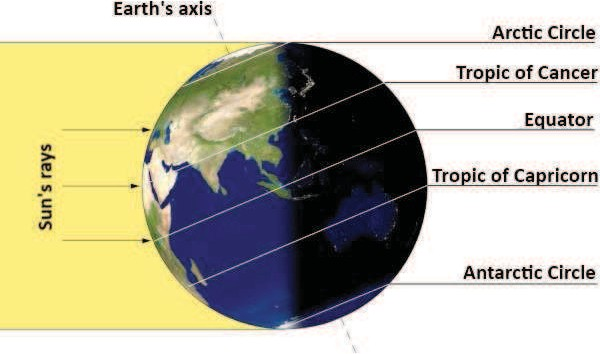 Earth's axis
Arctic Circle
Tropic of Cancer
Equator
Tropic of Capricorn
Antarctic Circle
Sun's rays